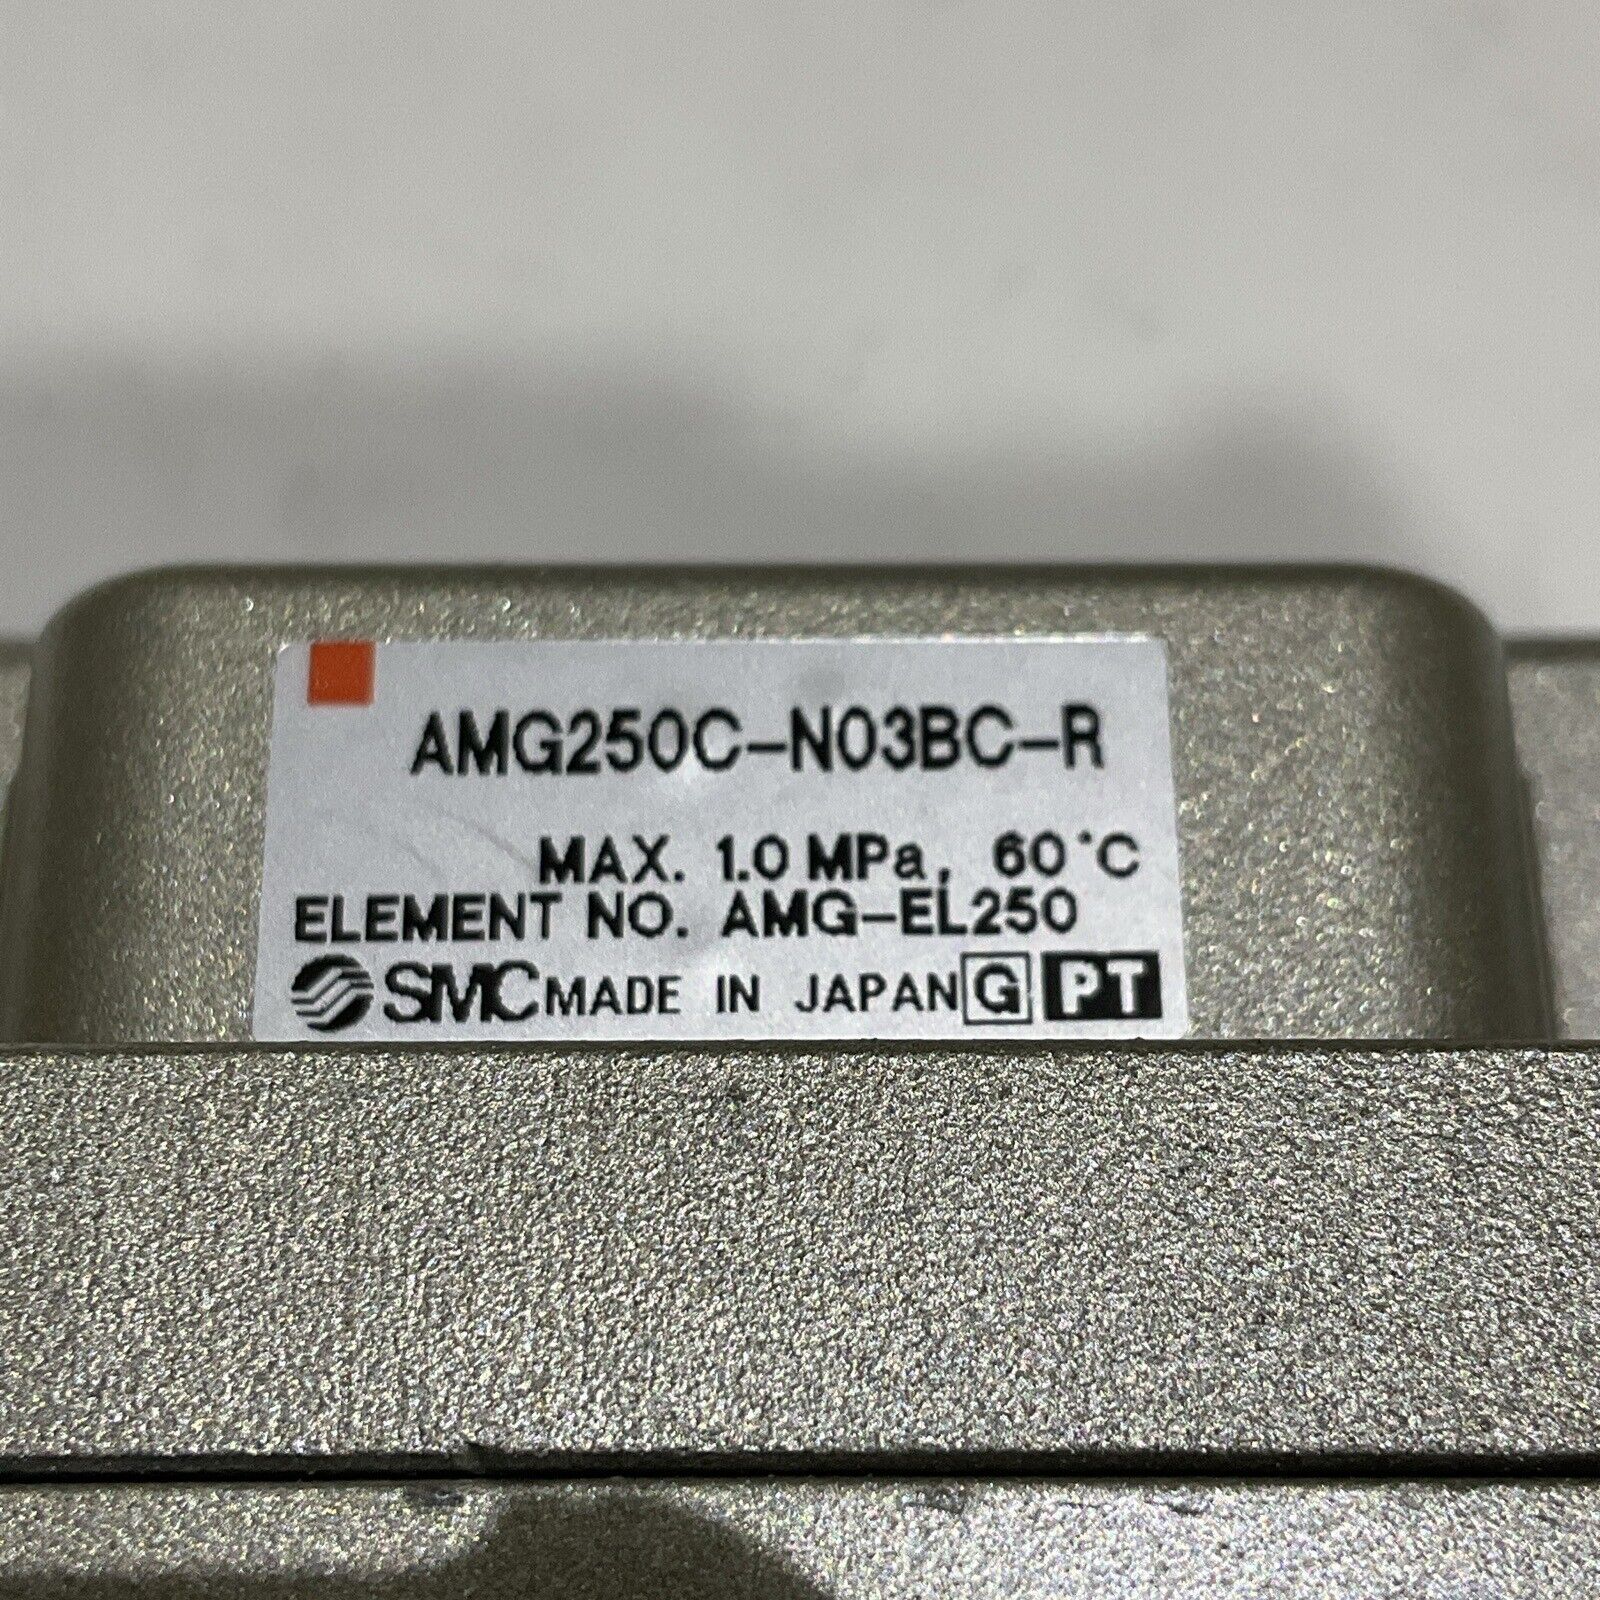 AMG250C-N03BC-R
MAX. 1.0 MPa, 60°C
ELEMENT NO. AMG-EL250
SMC MADE IN JAPAN G PT